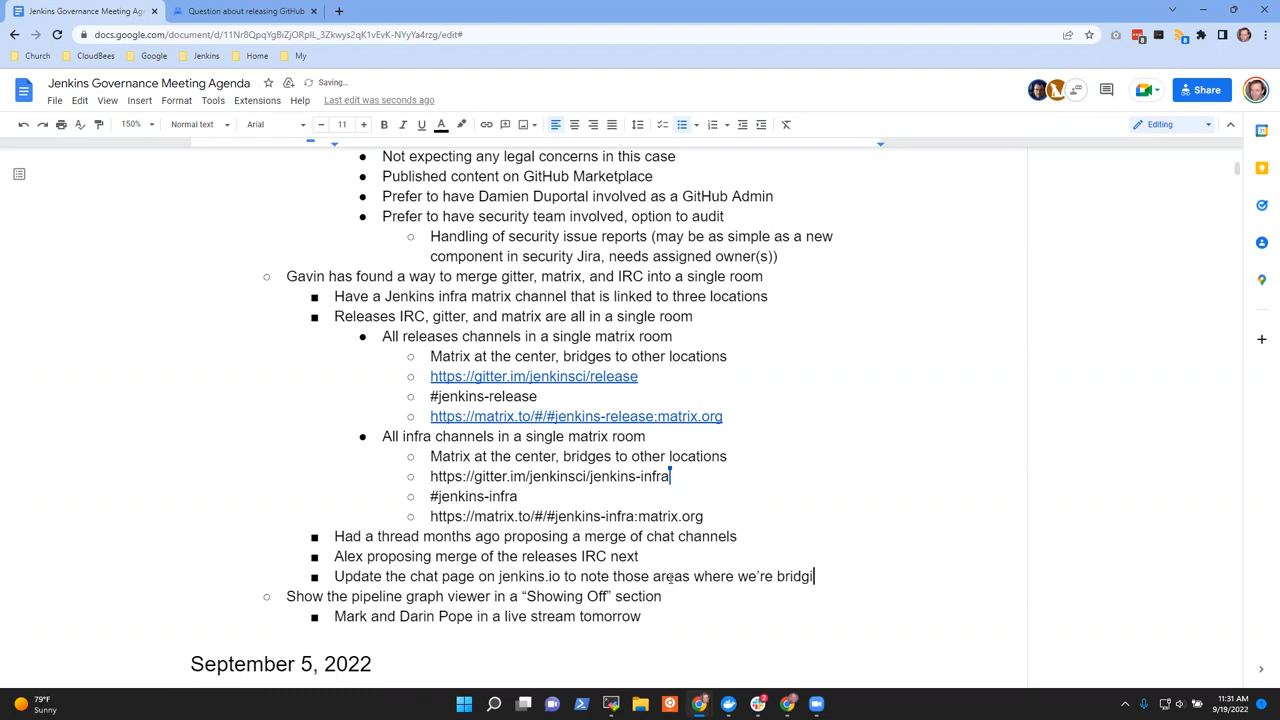 Jenkins Governance Meeting Ag
Question about releasing GitHub
docs.google.com/document/d/11Nr8QpqYgBiZjORpIL_3Zkwys2qK1vEvK-NYyYa4rzg/edit#
Church CloudBees Google Jenkins Home My
Jenkins Governance Meeting Agenda
Saving...
File Edit View Insert Format Tools Extensions Help Last edit was seconds ago
Share
150% Normal text Arial 11 B I U A Editing
● Not expecting any legal concerns in this case
● Published content on GitHub Marketplace
● Prefer to have Damien Duportal involved as a GitHub Admin
● Prefer to have security team involved, option to audit
○ Handling of security issue reports (may be as simple as a new
component in security Jira, needs assigned owner(s))
○ Gavin has found a way to merge gitter, matrix, and IRC into a single room
■ Have a Jenkins infra matrix channel that is linked to three locations
■ Releases IRC, gitter, and matrix are all in a single room
● All releases channels in a single matrix room
○ Matrix at the center, bridges to other locations
○ https://gitter.im/jenkinsci/release
○ #jenkins-release
○ https://matrix.to/#/#jenkins-release:matrix.org
● All infra channels in a single matrix room
○ Matrix at the center, bridges to other locations
○ https://gitter.im/jenkinsci/jenkins-infra
○ #jenkins-infra
○ https://matrix.to/#/#jenkins-infra:matrix.org
■ Had a thread months ago proposing a merge of chat channels
■ Alex proposing merge of the releases IRC next
■ Update the chat page on jenkins.io to note those areas where we're bridgi
○ Show the pipeline graph viewer in a “Showing Off” section
■ Mark and Darin Pope in a live stream tomorrow
September 5, 2022
79°F
Sunny
11:31 AM
9/19/2022